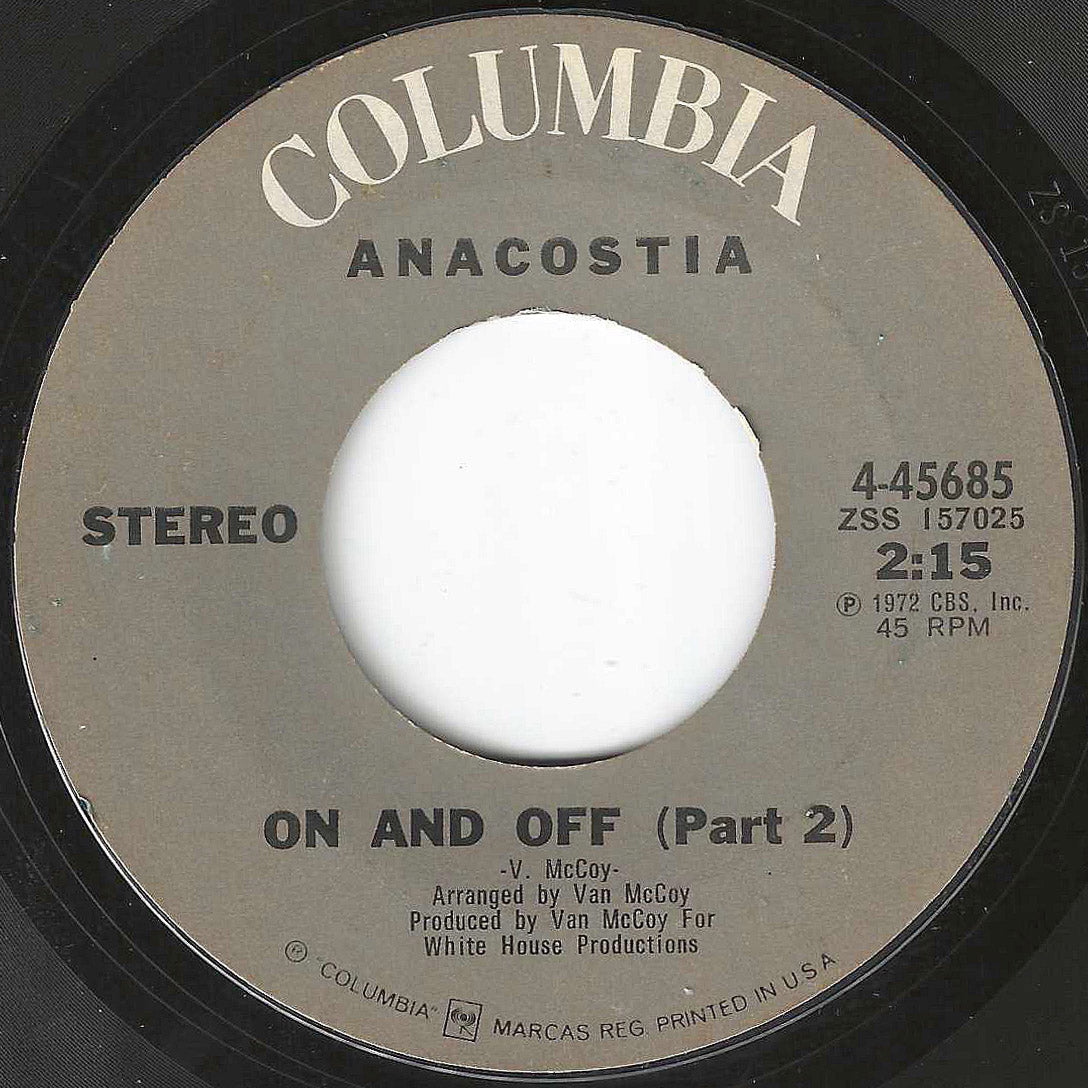 COLUMBIA
ANACOSTIA
STEREO
4-45685
ZSS 157025
2:15
Ⓟ 1972 CBS, Inc.
45 RPM
ON AND OFF (Part 2)
-V. McCoy-
Arranged by Van McCoy
Produced by Van McCoy For
White House Productions
"COLUMBIA" MARCAS REG. PRINTED IN U.S.A.